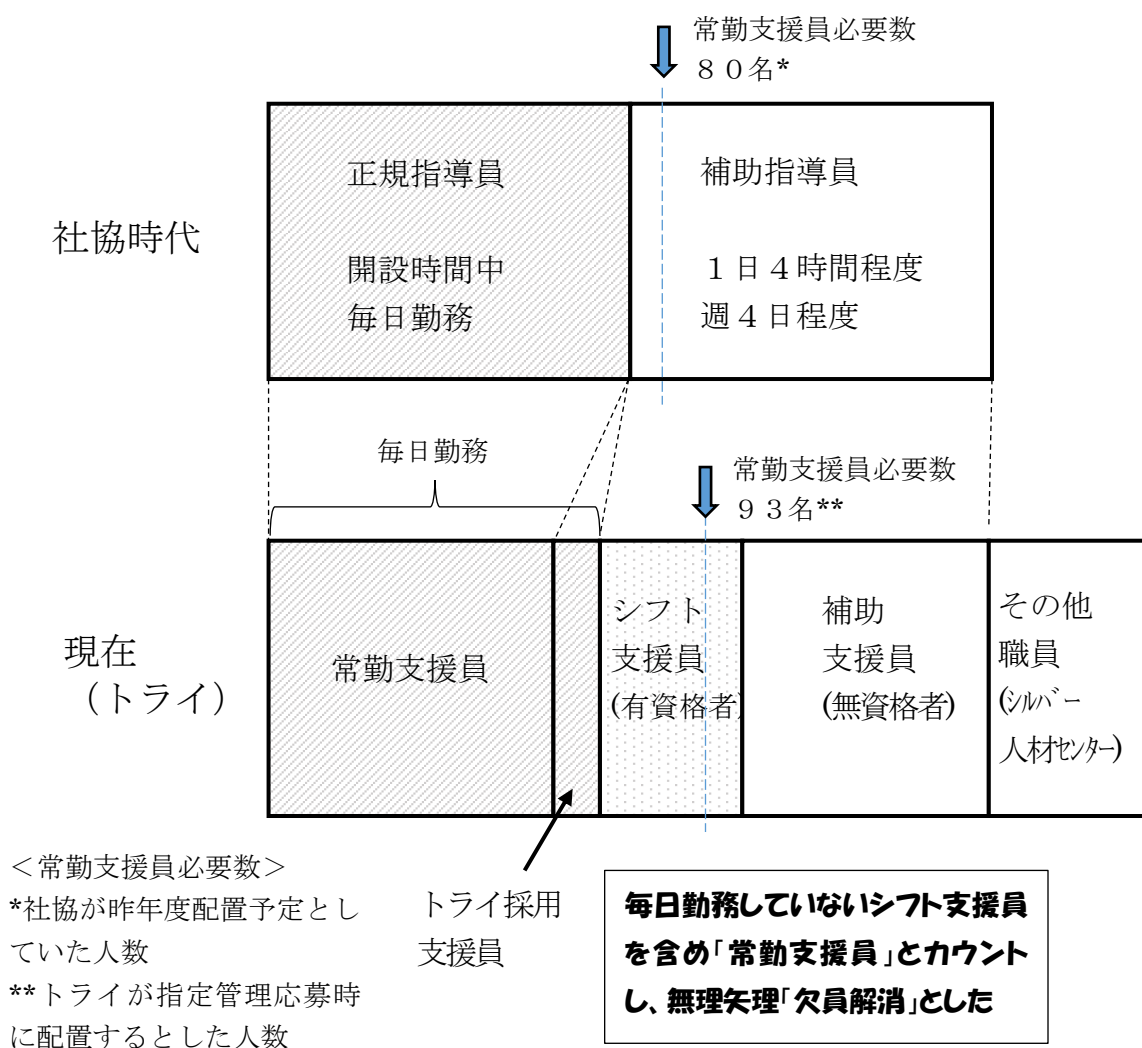 常勤支援員必要数
８０名*
社協時代
正規指導員
開設時間中
毎日勤務
補助指導員
１日４時間程度
週４日程度
毎日勤務
常勤支援員必要数
９３名**
現在
（トライ）
常勤支援員
シフト
支援員
(有資格者)
補助
支援員
(無資格者)
その他
職員
(ｼﾙﾊﾞｰ
人材ｾﾝﾀｰ)
＜常勤支援員必要数＞
*社協が昨年度配置予定とし
ていた人数
**トライが指定管理応募時
に配置するとした人数
トライ採用
支援員
毎日勤務していないシフト支援員
を含め｢常勤支援員｣とカウント
し、無理矢理｢欠員解消｣とした